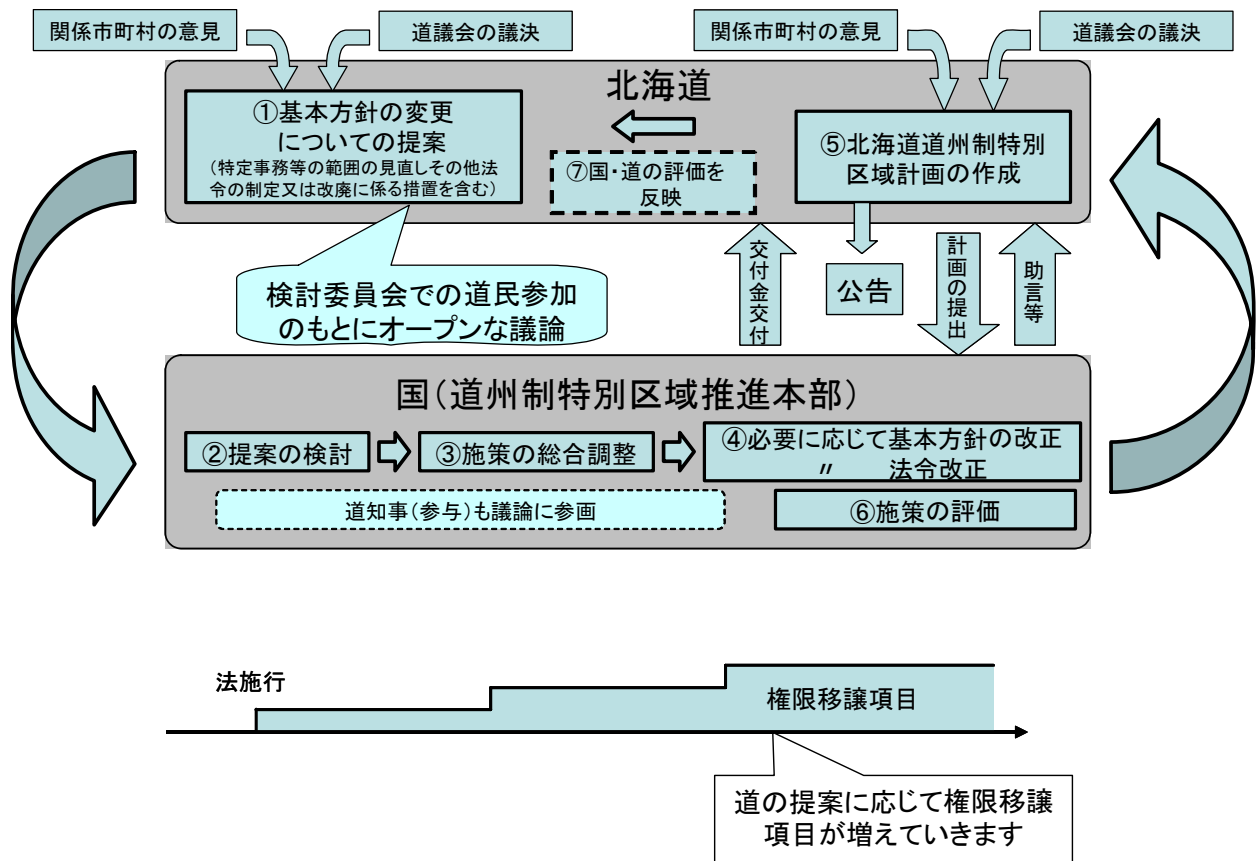 関係市町村の意見
道議会の議決
関係市町村の意見
道議会の議決
北海道
①基本方針の変更
についての提案
(特定事務等の範囲の見直しその他法
令の制定又は改廃に係る措置を含む)
⑦国・道の評価を
反映
⑤北海道道州制特別
区域計画の作成
検討委員会での道民参加
のもとにオープンな議論
交付金交付
公告
計画の提出
助言等
国(道州制特別区域推進本部)
②提案の検討
③施策の総合調整
④必要に応じて基本方針の改正
〃 法令改正
道知事(参与)も議論に参画
⑥施策の評価
法施行
権限移譲項目
道の提案に応じて権限移譲
項目が増えていきます